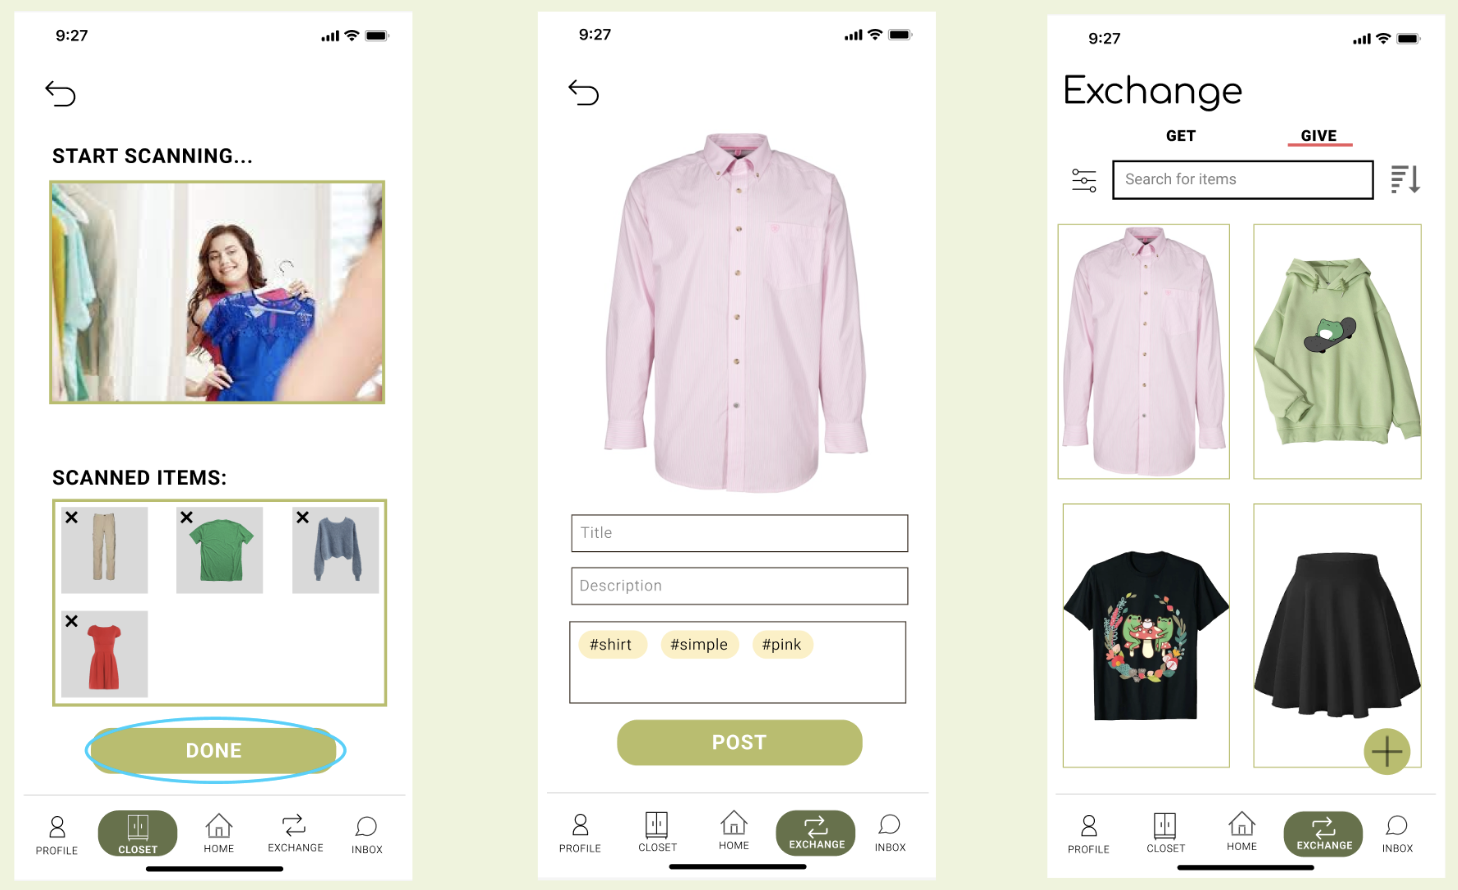 9:27
START SCANNING...
SCANNED ITEMS:
DONE
PROFILE
CLOSET
HOME
EXCHANGE
INBOX
9:27
Title
Description
#shirt #simple #pink
POST
PROFILE
CLOSET
HOME
EXCHANGE
INBOX
9:27
Exchange
GET GIVE
Search for items
PROFILE
CLOSET
HOME
EXCHANGE
INBOX